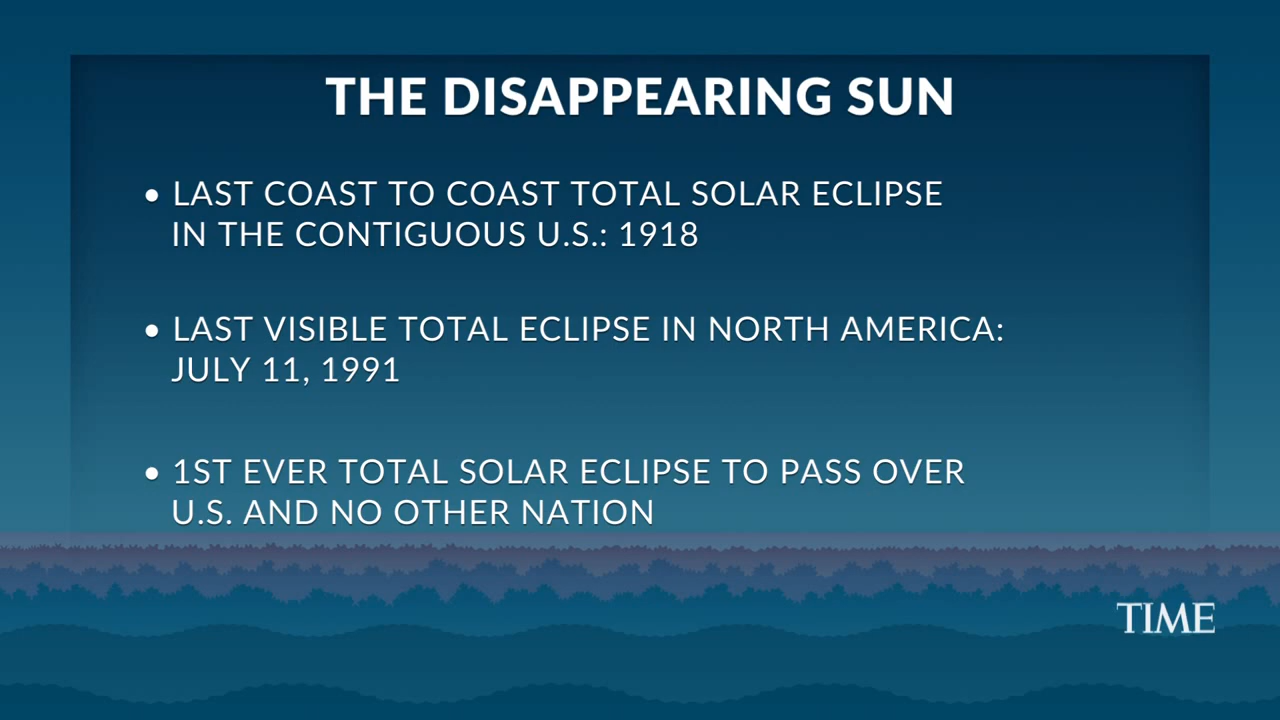 THE DISAPPEARING SUN
• LAST COAST TO COAST TOTAL SOLAR ECLIPSE
IN THE CONTIGUOUS U.S.: 1918
• LAST VISIBLE TOTAL ECLIPSE IN NORTH AMERICA:
JULY 11, 1991
• 1ST EVER TOTAL SOLAR ECLIPSE TO PASS OVER
U.S. AND NO OTHER NATION
TIME